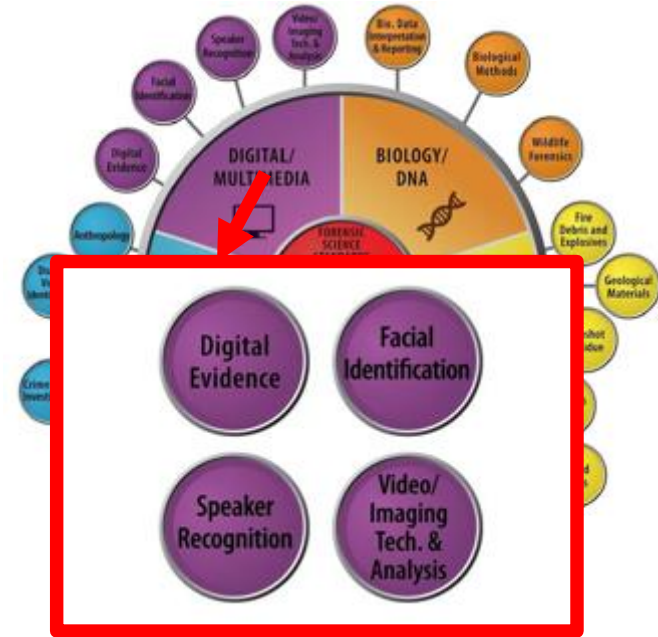 Video/
Imaging
Tech. &
Analysis
Bio. Data
Interpretation
& Reporting
Speaker
Recognition
Biological
Methods
Facial
Identification
Digital
Evidence
DIGITAL/
MULTIMEDIA
BIOLOGY/
DNA
Wildlife
Forensics
Anthropology
FORENSIC
SCIENCE
Fire
Debris and
Explosives
Geological
Materials
Digital
Evidence
Facial
Identification
Speaker
Recognition
Video/
Imaging
Tech. &
Analysis